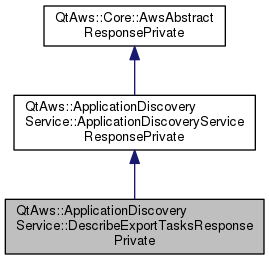 QtAws::Core::AwsAbstract
ResponsePrivate
QtAws::ApplicationDiscovery
Service::ApplicationDiscoveryService
ResponsePrivate
QtAws::ApplicationDiscovery
Service::DescribeExportTasksResponse
Private